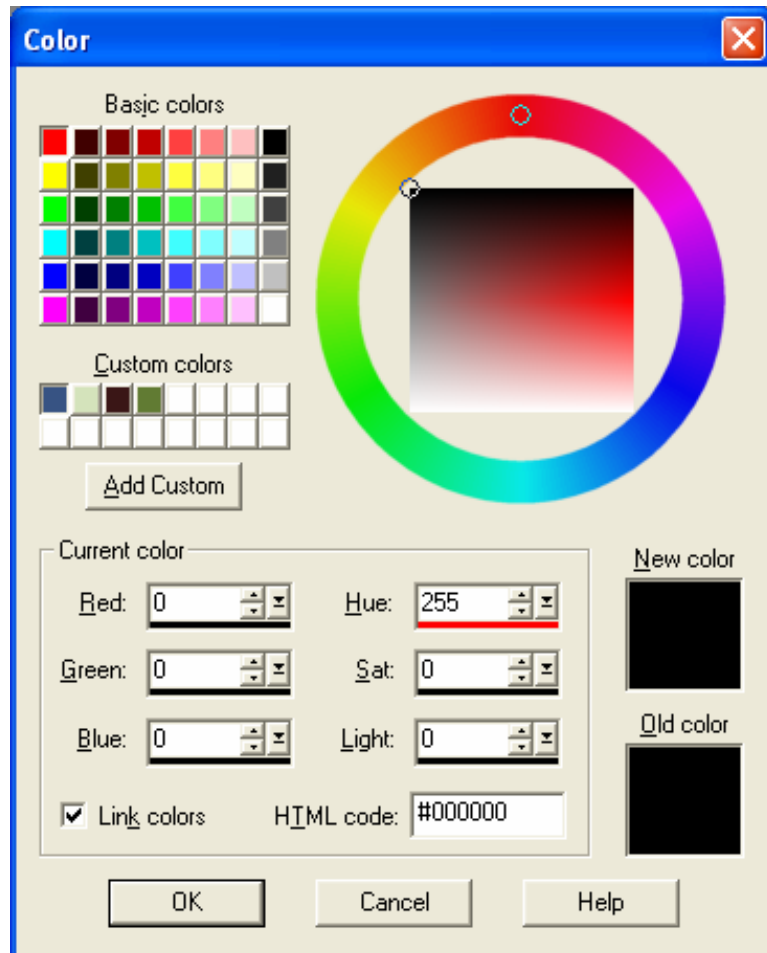 Color
Basic colors
Custom colors
Add Custom
Current color
Red: 0
Hue: 255
Green: 0
Sat: 0
Blue: 0
Light: 0
Link colors
HTML code: #000000
New color
Old color
OK
Cancel
Help